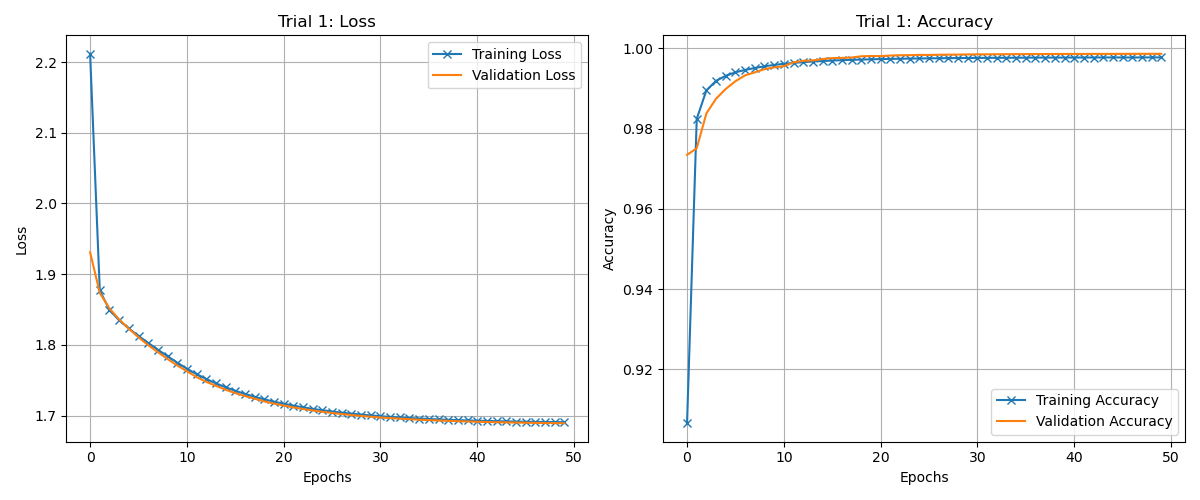 Trial 1: Loss
Training Loss
Validation Loss
2.2
2.1
2.0
1.9
1.8
1.7
Loss
0 10 20 30 40 50
Epochs
Trial 1: Accuracy
1.00
0.98
0.96
0.94
0.92
Accuracy
Training Accuracy
Validation Accuracy
0 10 20 30 40 50
Epochs